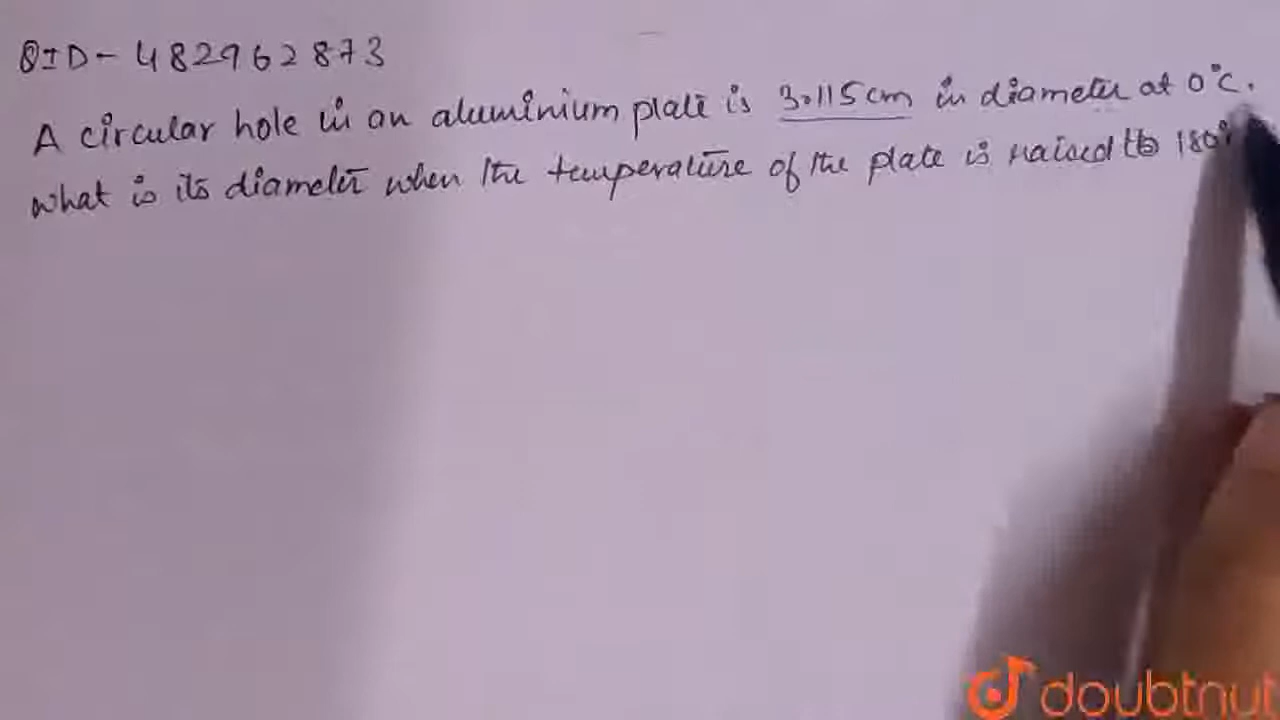 QID- 482962873
A circular hole in an aluminium plate is 3.115 cm in diameter at 0°C.
what is its diameter when the temperature of the plate is raised to 180°
doubtnut